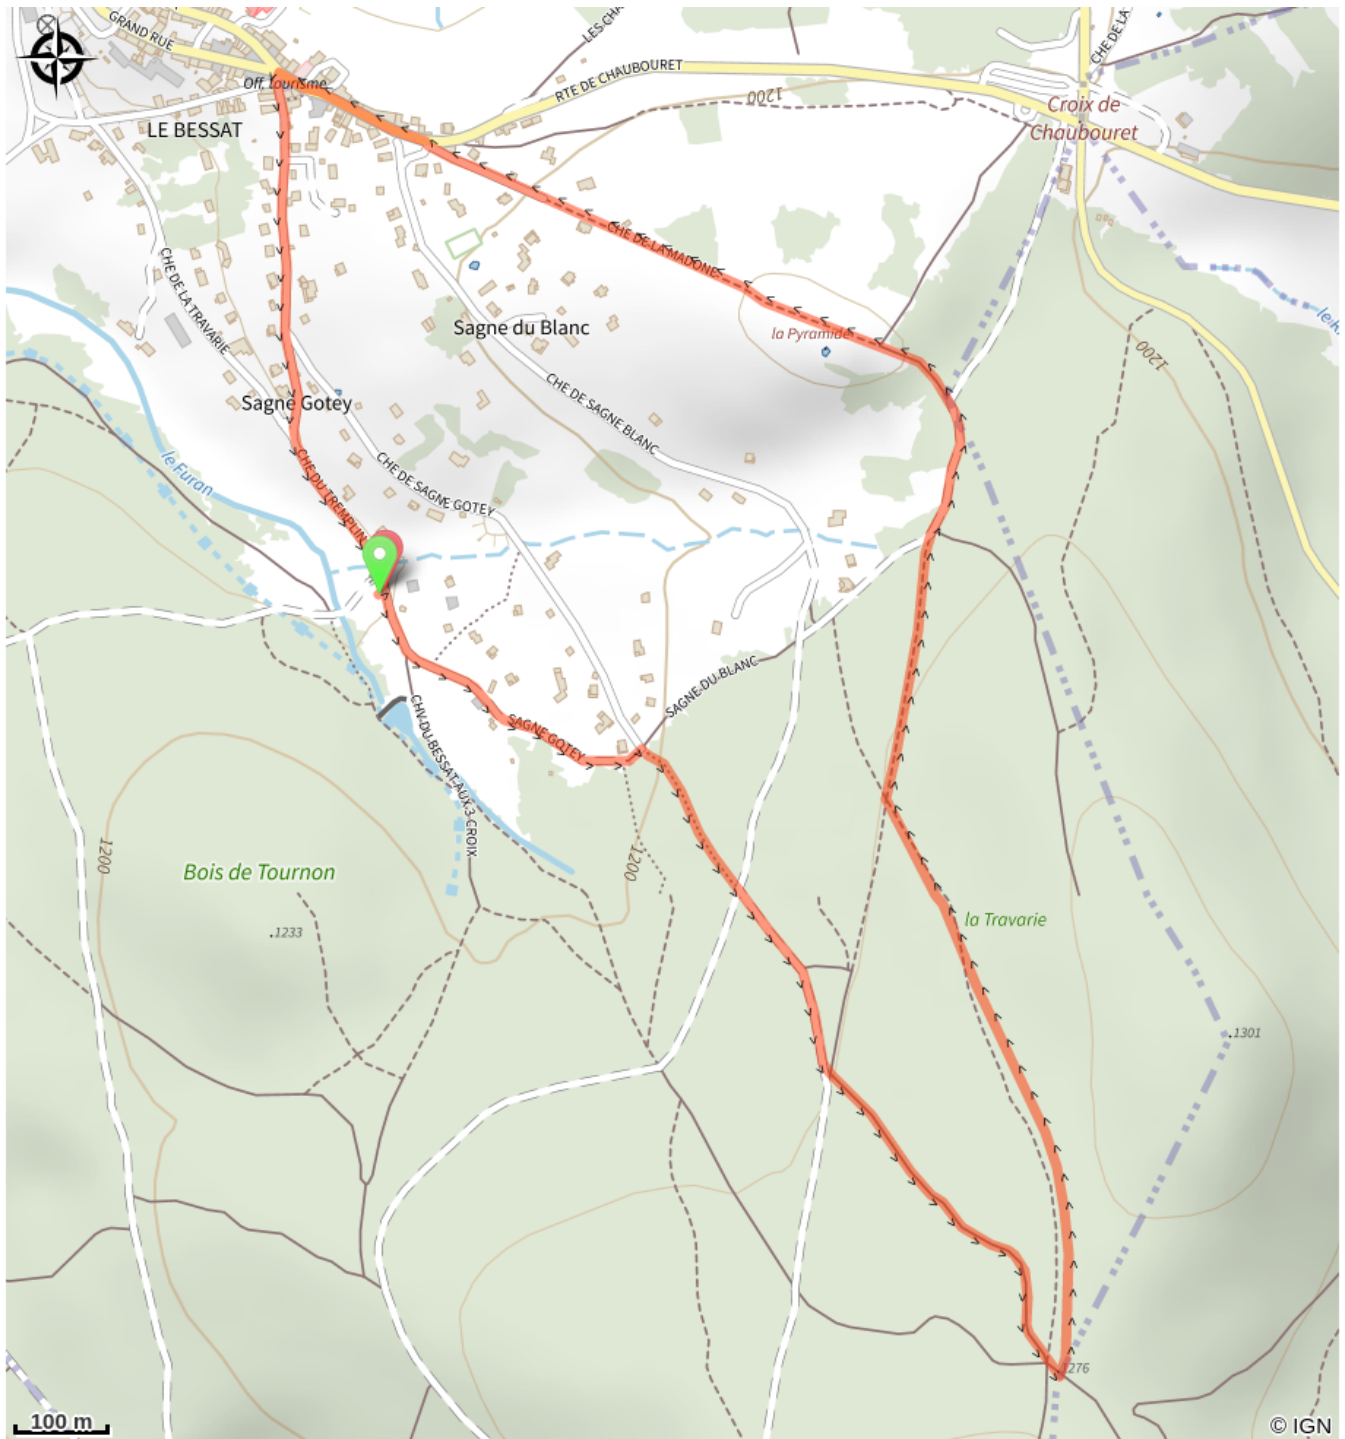 GRAND RUE
LES CHA
CHE DE LA
RTE DE CHAUBOURET
1200
Off. tourisme
Croix de
Chaubouret
LE BESSAT
CHE DE LA MADONE
CHE DE LA TRAVARIE
Sagne du Blanc
la Pyramide
1200
CHE DE SAGNE BLANC
Sagne Gotey
le Furan
CHE DU TREMPLIN
CHE DE SAGNE GOTEY
SAGNE DU BLANC
CHV DU BESSAT AUX 3 CROIX
SAGNE GOTEY
1200
1200
Bois de Tournon
la Travarie
1233
1301
1276
100 m
© IGN